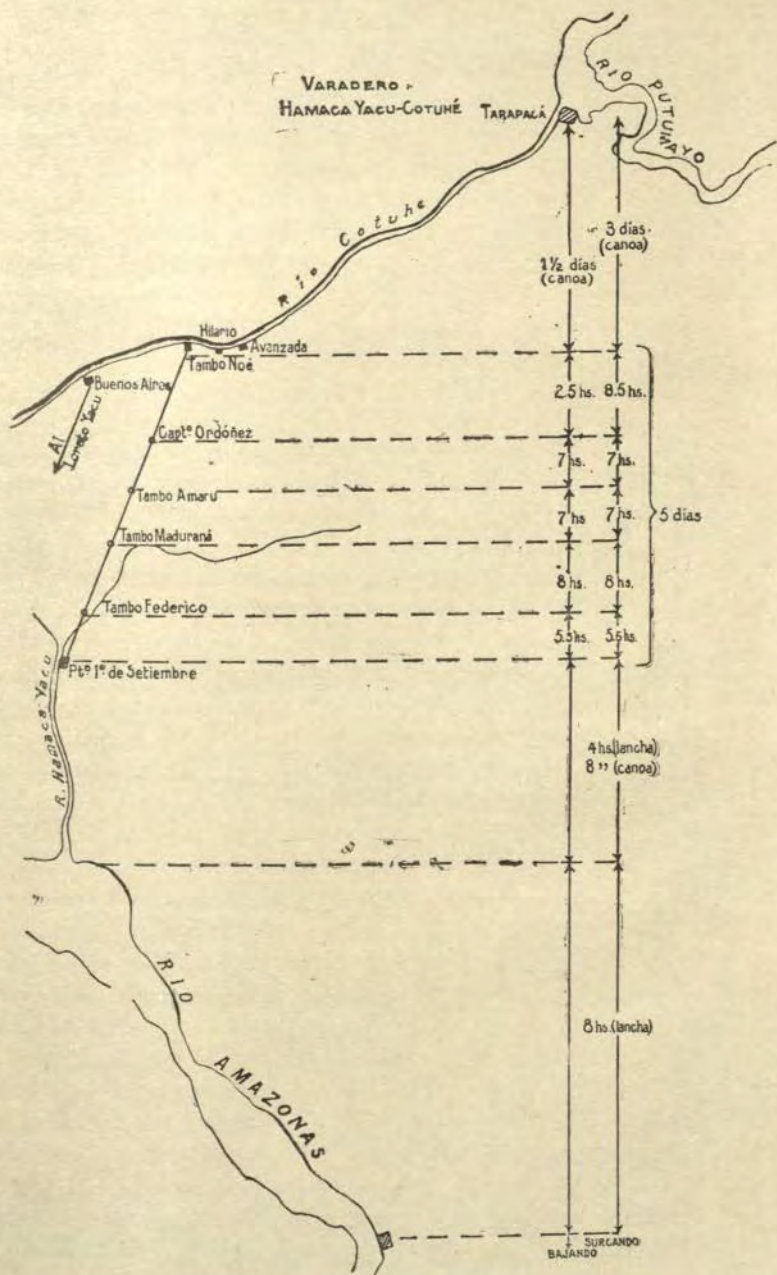 VARADERO
HAMACA YACU-COTUHÉ
TARAPACÁ
RIO PUTUMAYO
Río Cotuhe
3 días
(canoa)
1½ días
(canoa)
Hilario
Avanzada
Tambo Noé
Buenos Aires
Al
Loreto Yacu
2.5 hs.
8.5 hs.
Captº Ordóñez
7 hs.
7 hs.
Tambo Amaru
5 días
7 hs
7 hs.
Tambo Maduraná
8 hs.
8 hs.
Tambo Federico
5.5 hs.
5.5 hs.
Ptº 1º de Setiembre
R. Hamaca Yacu
4 hs.(lancha)
8 " (canoa)
RIO
AMAZONAS
8 hs.(lancha)
SURCANDO
BAJANDO